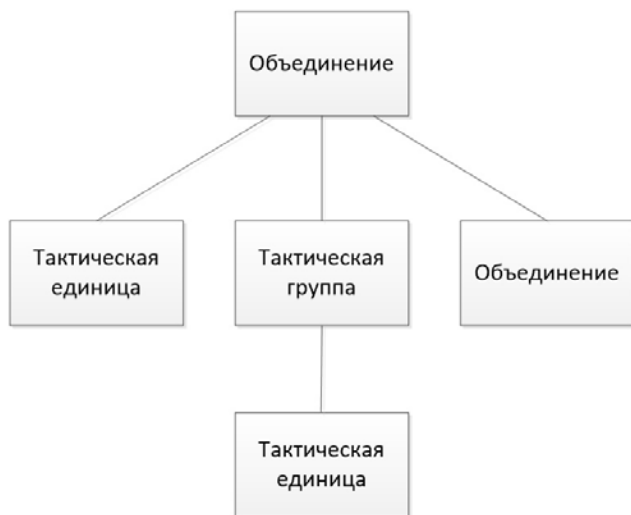 Объединение
Тактическая
единица
Тактическая
группа
Объединение
Тактическая
единица